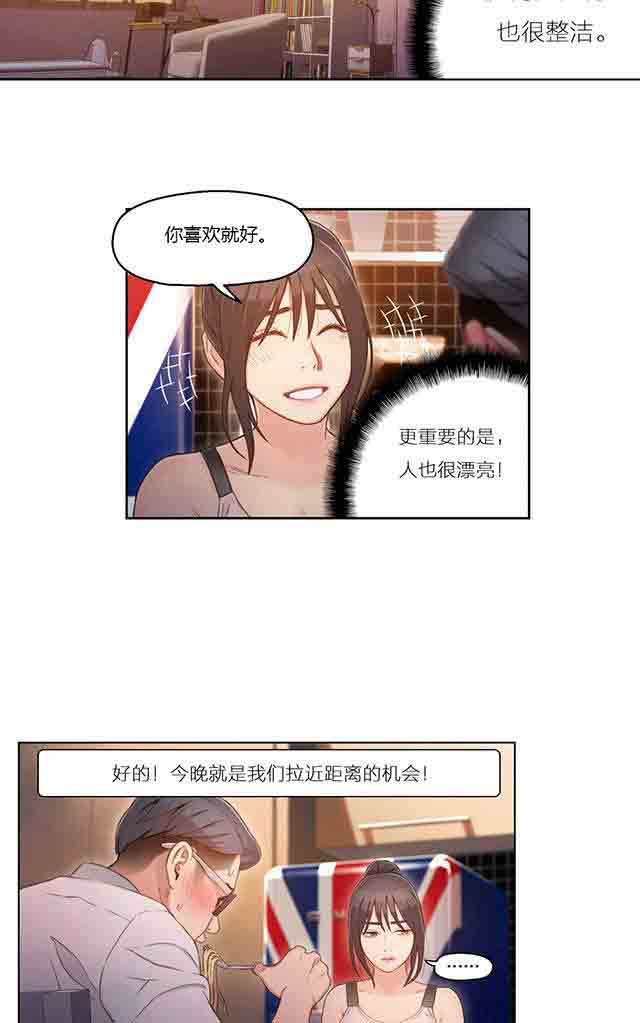 也很整洁。
你喜欢就好。
更重要的是，
人也很漂亮！
好的！今晚就是我们拉近距离的机会！
……